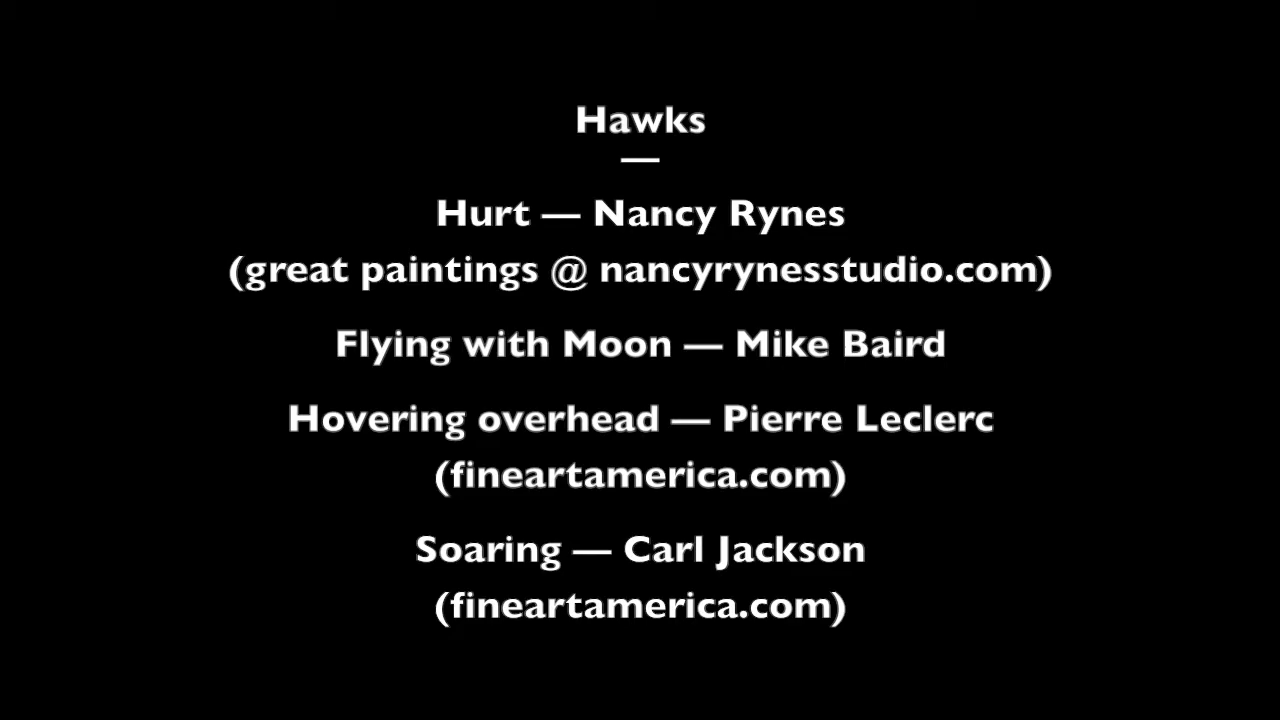 Hawks
—
Hurt — Nancy Rynes
(great paintings @ nancyrynesstudio.com)
Flying with Moon — Mike Baird
Hovering overhead — Pierre Leclerc
(fineartamerica.com)
Soaring — Carl Jackson
(fineartamerica.com)